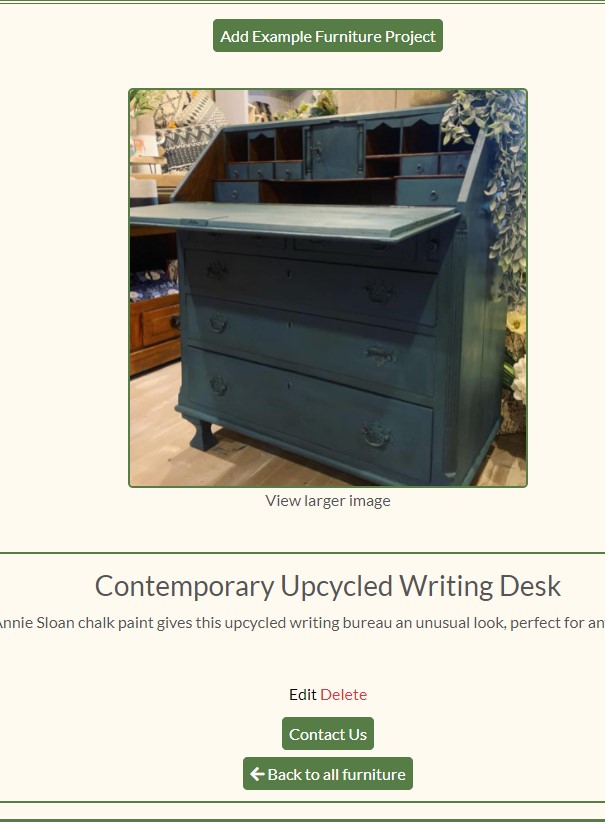 Add Example Furniture Project
View larger image
Contemporary Upcycled Writing Desk
Annie Sloan chalk paint gives this upcycled writing bureau an unusual look, perfect for an
Edit Delete
Contact Us
Back to all furniture